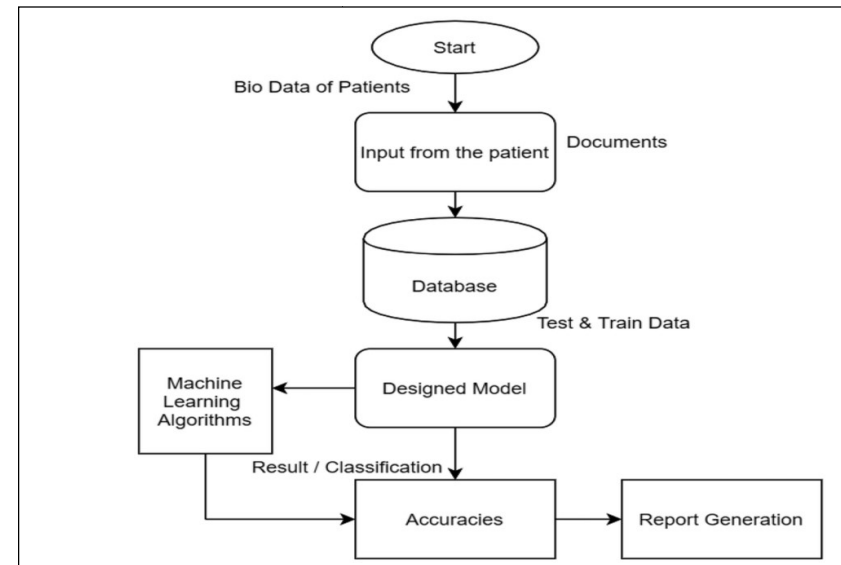 Start
Bio Data of Patients
Input from the patient
Documents
Database
Test & Train Data
Machine
Learning
Algorithms
Designed Model
Result / Classification
Accuracies
Report Generation